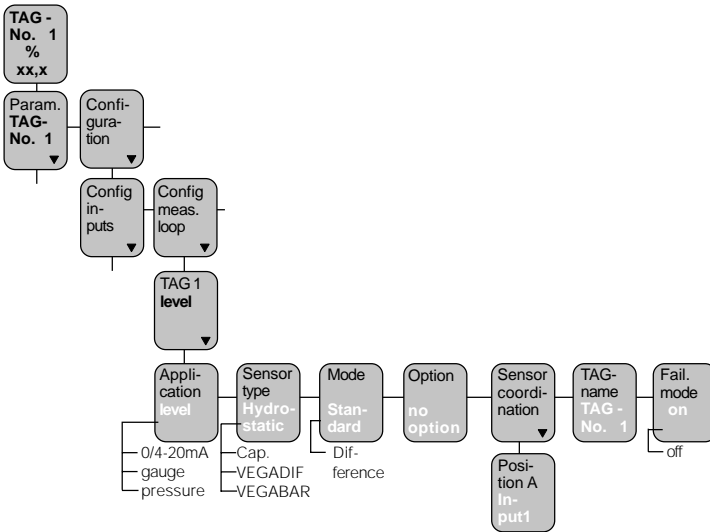 TAG -
No. 1
%
xx,x
Param.
TAG-
No. 1
Confi-
gura-
tion
Config
in-
puts
Config
meas.
loop
TAG 1
level
Appli-
cation
level
0/4-20mA
gauge
pressure
Sensor
type
Hydro-
static
Cap.
VEGADIF
VEGABAR
Mode
Stan-
dard
Dif-
ference
Option
no
option
Sensor
coordi-
nation
Posi-
tion A
In-
put1
TAG-
name
TAG -
No. 1
Fail.
mode
on
off